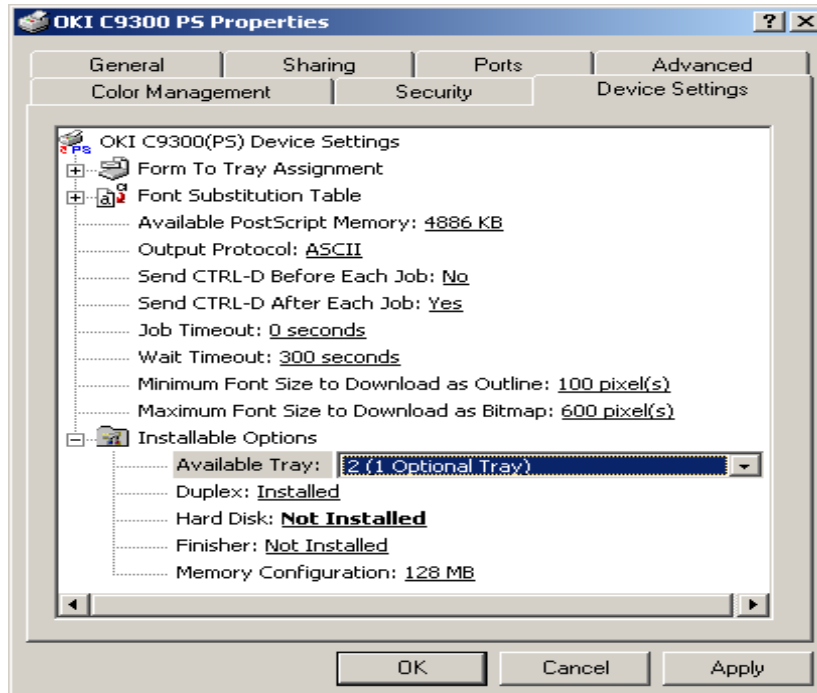 OKI C9300 PS Properties
General Sharing Ports Advanced
Color Management Security Device Settings
OKI C9300(PS) Device Settings
Form To Tray Assignment
Font Substitution Table
Available PostScript Memory: 4886 KB
Output Protocol: ASCII
Send CTRL-D Before Each Job: No
Send CTRL-D After Each Job: Yes
Job Timeout: 0 seconds
Wait Timeout: 300 seconds
Minimum Font Size to Download as Outline: 100 pixel(s)
Maximum Font Size to Download as Bitmap: 600 pixel(s)
Installable Options
Available Tray: 2 (1 Optional Tray)
Duplex: Installed
Hard Disk: Not Installed
Finisher: Not Installed
Memory Configuration: 128 MB
OK Cancel Apply